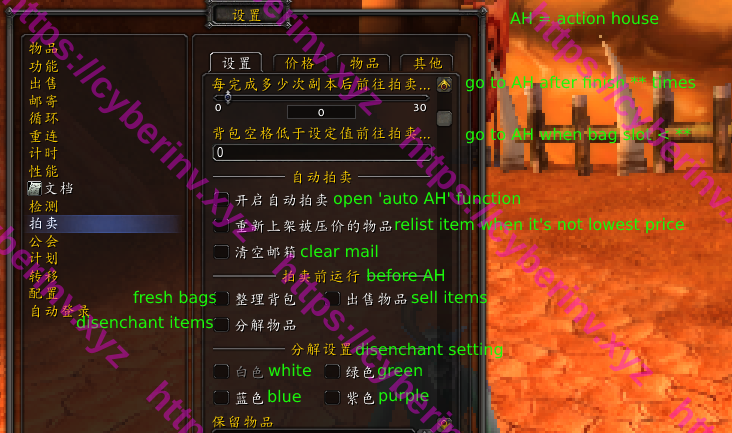 设置
AH = action house
物品
功能
出售
邮寄
循环
重连
计时
性能
文档
检测
拍卖
公会
计划
转移
配置
自动登录
设置 价格 物品 其他
每完成多少次副本后前往拍卖... go to AH after finish ** times
0 0 30
背包空格低于设定值前往拍卖... go to AH when bag slot < **
0
自动拍卖
开启自动拍卖 open 'auto AH' function
重新上架被压价的物品 relist item when it's not lowest price
清空邮箱 clear mail
拍卖前运行 before AH
fresh bags 整理背包 出售物品 sell items
disenchant items 分解物品
分解设置 disenchant setting
白色 white 绿色 green
蓝色 blue 紫色 purple
保留物品
https://cyberinv.xyz